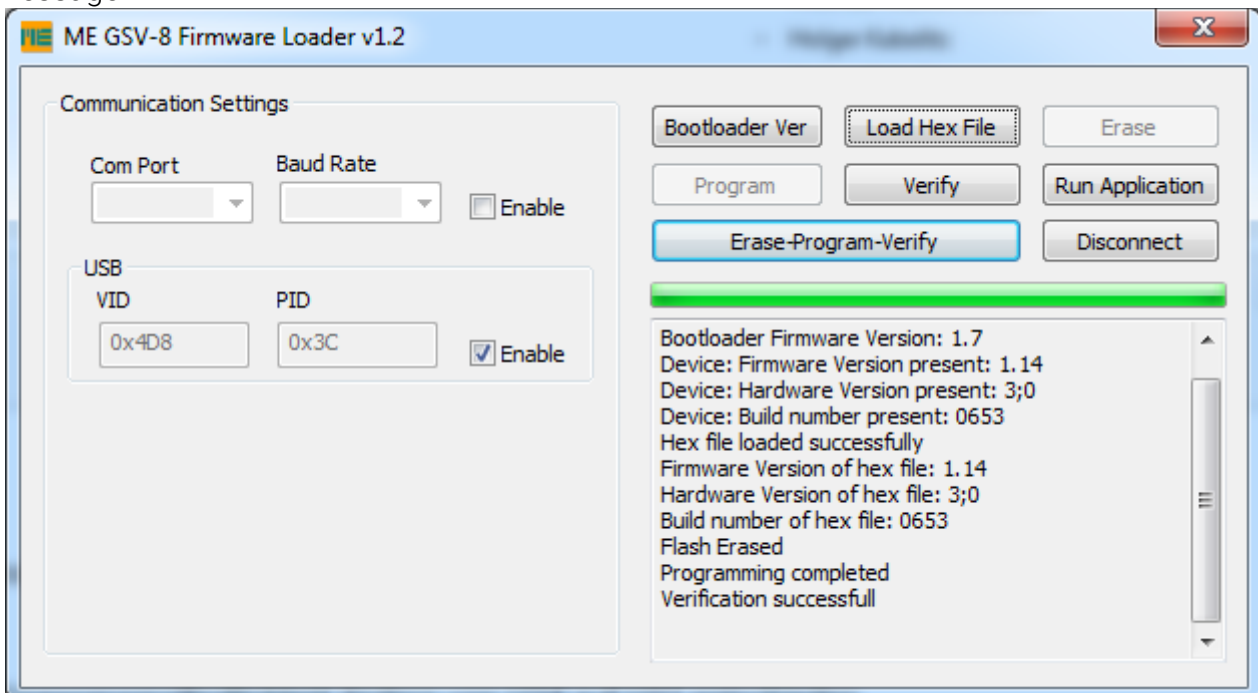 ME GSV-8 Firmware Loader v1.2
X
Communication Settings
Com Port
Baud Rate
Enable
USB
VID
PID
0x4D8
0x3C
Enable
Bootloader Ver
Load Hex File
Erase
Program
Verify
Run Application
Erase-Program-Verify
Disconnect
Bootloader Firmware Version: 1.7
Device: Firmware Version present: 1.14
Device: Hardware Version present: 3;0
Device: Build number present: 0653
Hex file loaded successfully
Firmware Version of hex file: 1.14
Hardware Version of hex file: 3;0
Build number of hex file: 0653
Flash Erased
Programming completed
Verification successfull